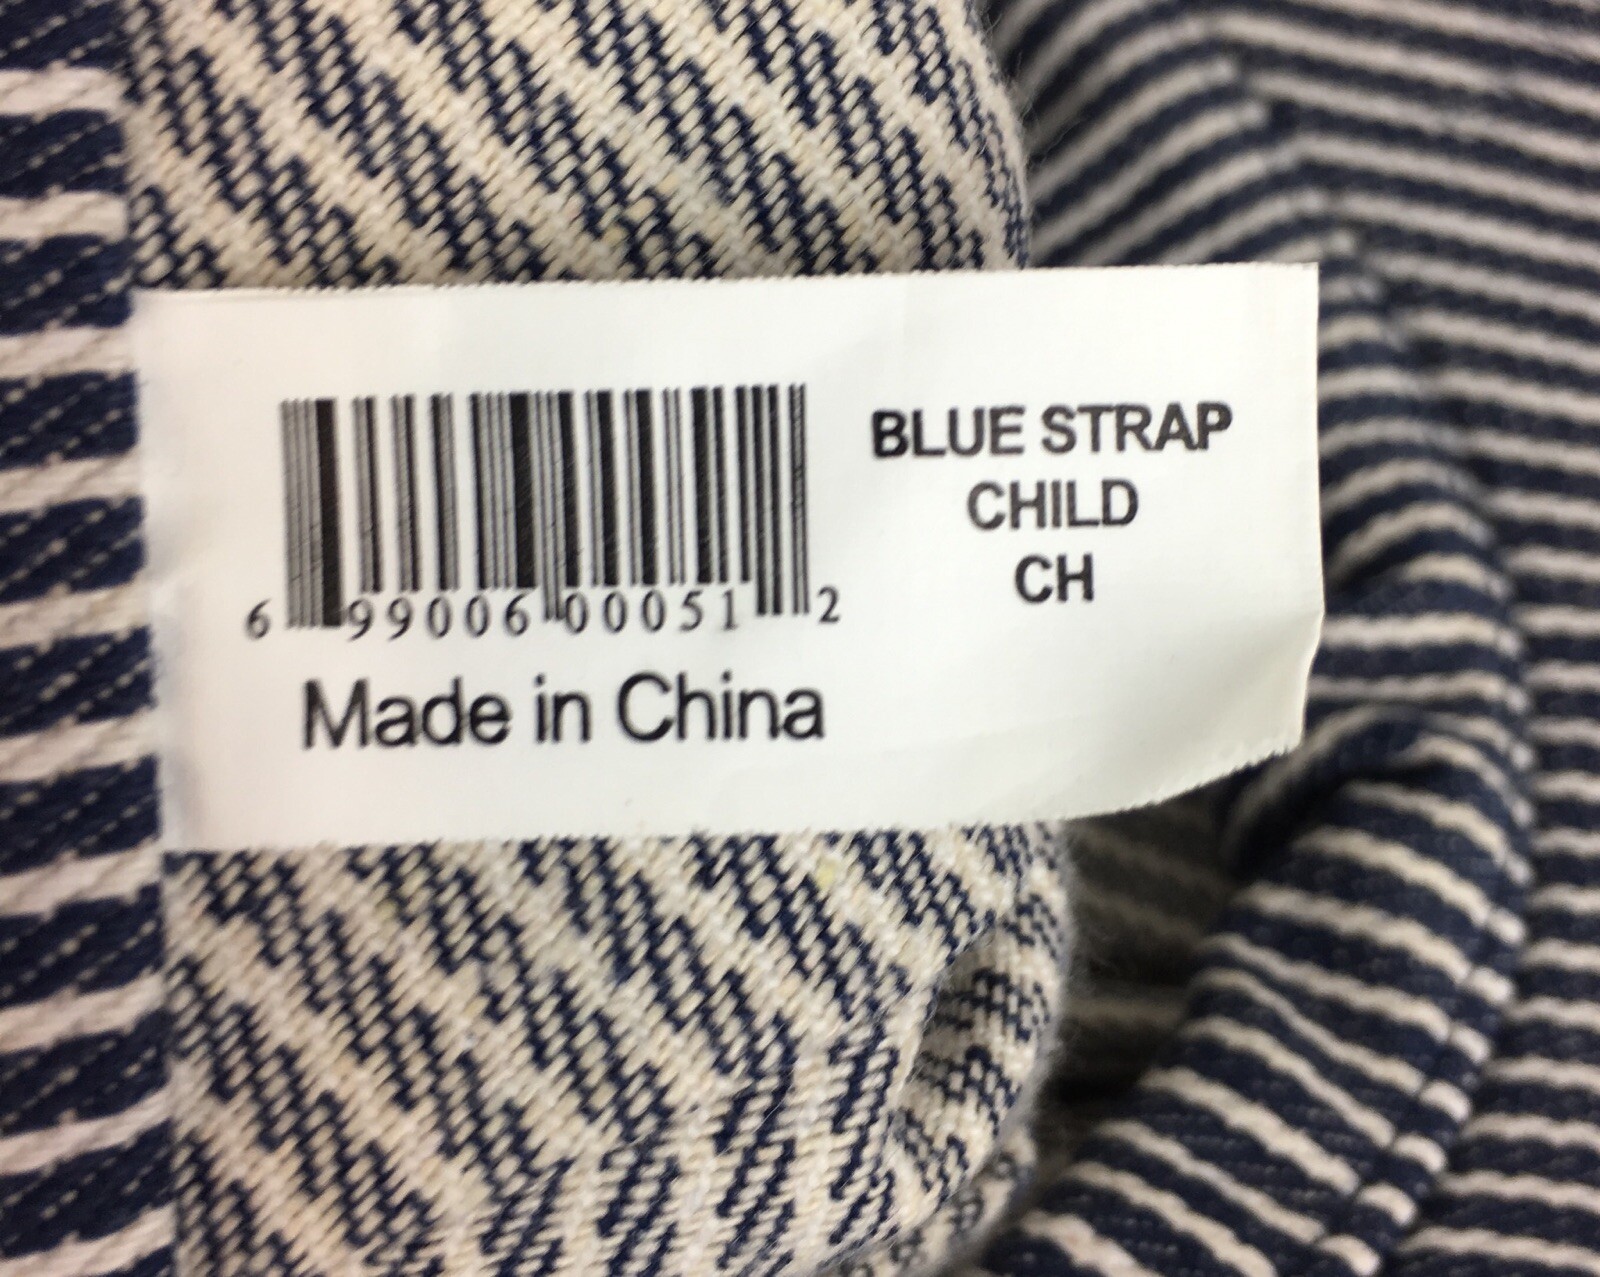 BLUE STRAP
CHILD
CH
6 99006 00051 2
Made in China